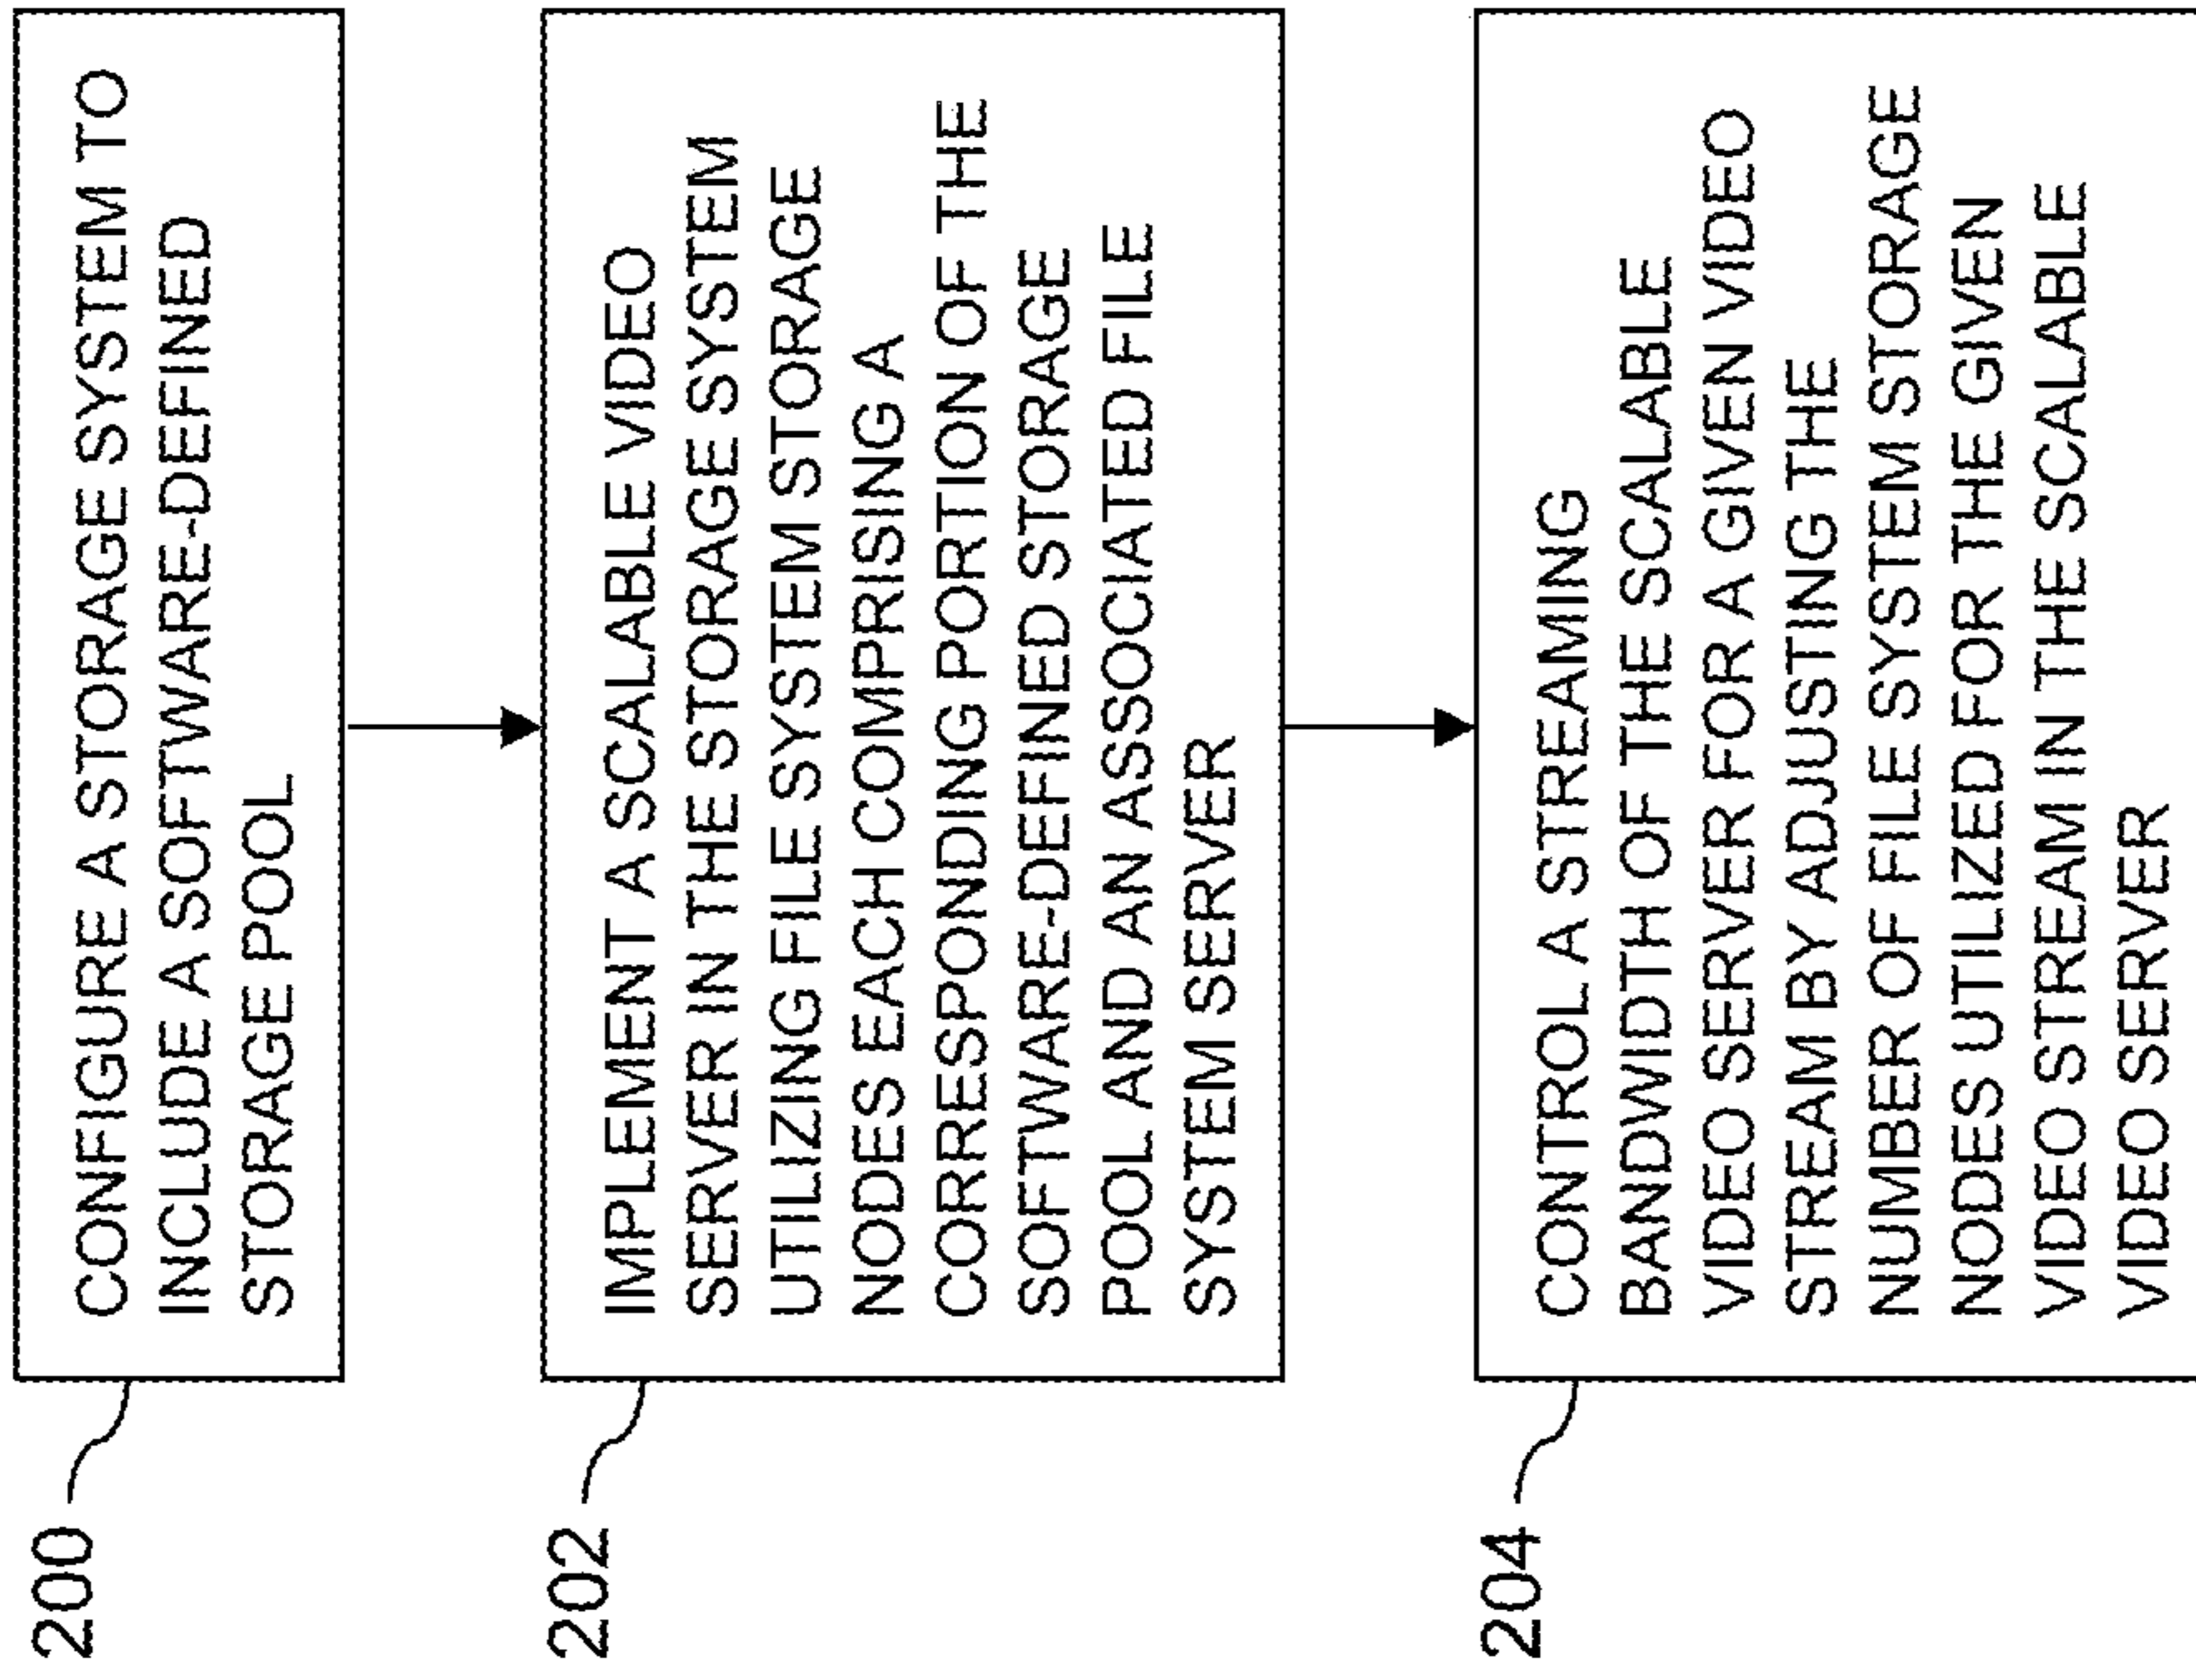 200
CONFIGURE A STORAGE SYSTEM TO
INCLUDE A SOFTWARE-DEFINED
STORAGE POOL
202
IMPLEMENT A SCALABLE VIDEO
SERVER IN THE STORAGE SYSTEM
UTILIZING FILE SYSTEM STORAGE
NODES EACH COMPRISING A
CORRESPONDING PORTION OF THE
SOFTWARE-DEFINED STORAGE
POOL AND AN ASSOCIATED FILE
SYSTEM SERVER
204
CONTROL A STREAMING
BANDWIDTH OF THE SCALABLE
VIDEO SERVER FOR A GIVEN VIDEO
STREAM BY ADJUSTING THE
NUMBER OF FILE SYSTEM STORAGE
NODES UTILIZED FOR THE GIVEN
VIDEO STREAM IN THE SCALABLE
VIDEO SERVER